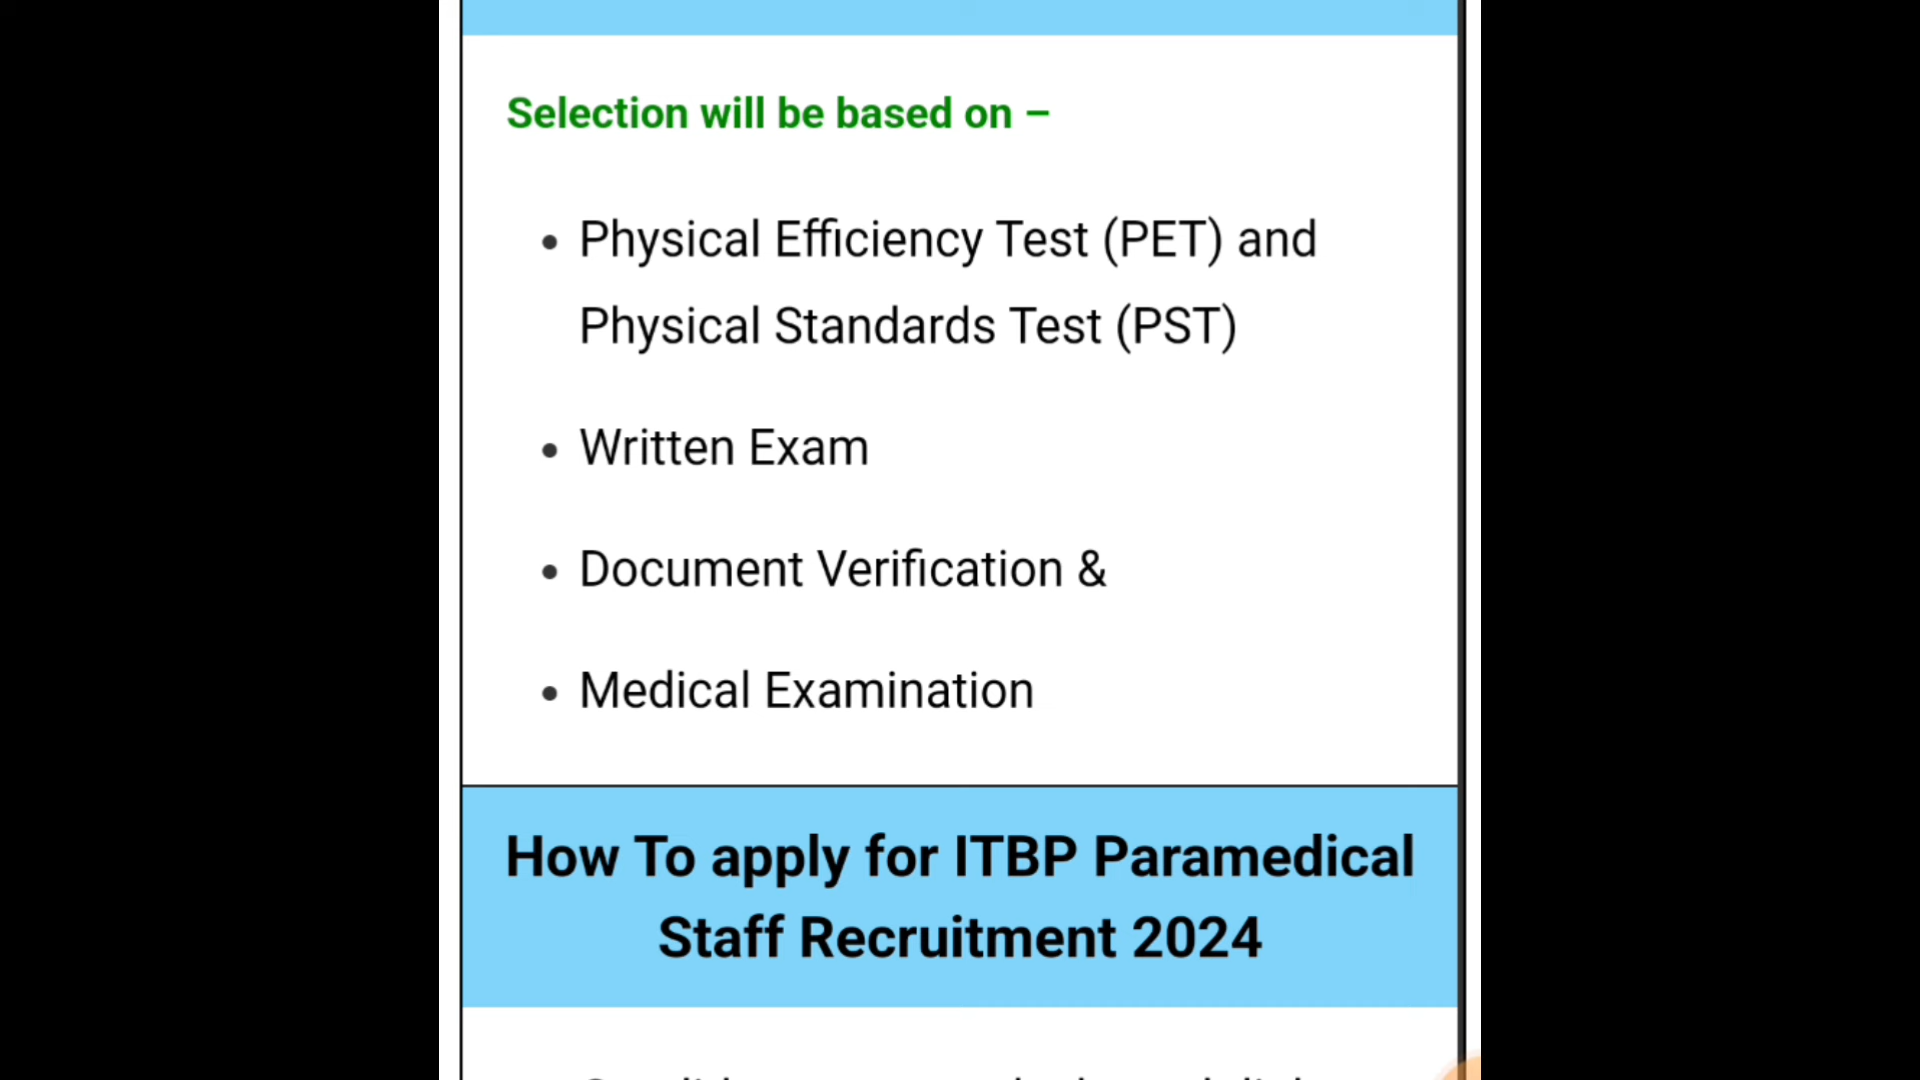 Selection will be based on –
• Physical Efficiency Test (PET) and
Physical Standards Test (PST)
• Written Exam
• Document Verification &
• Medical Examination
How To apply for ITBP Paramedical
Staff Recruitment 2024